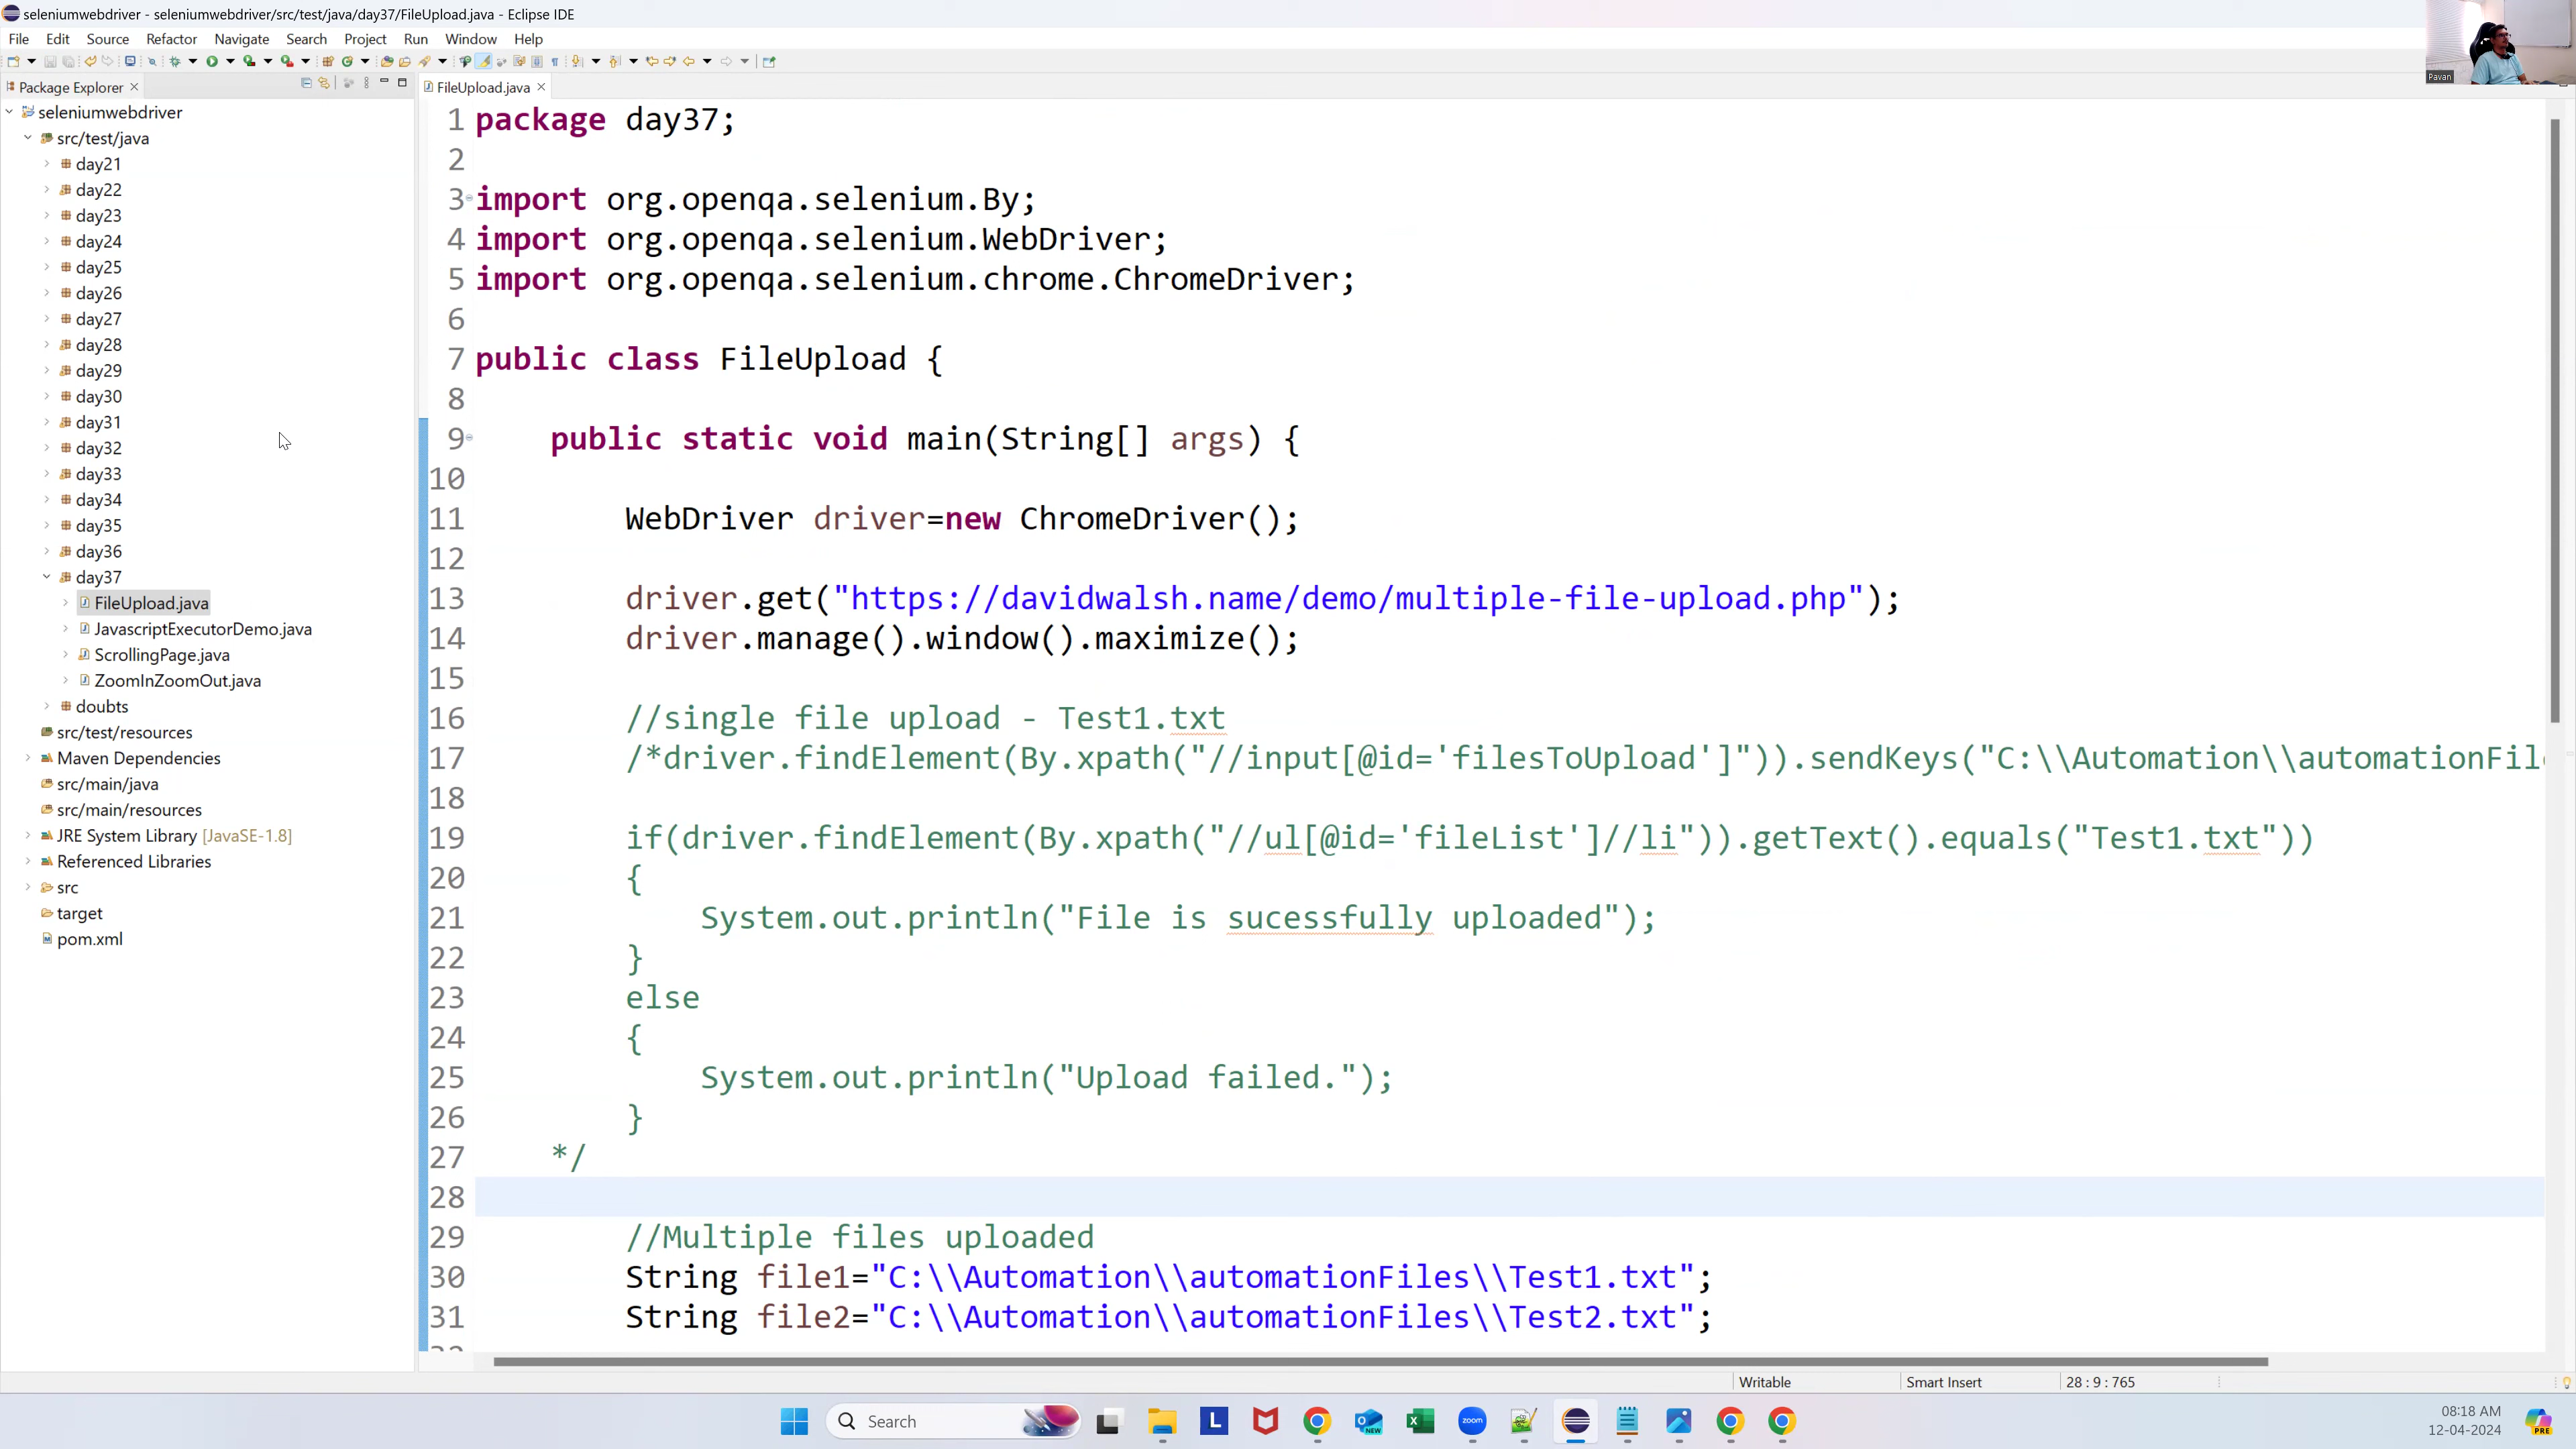 seleniumwebdriver - seleniumwebdriver/src/test/java/day37/FileUpload.java - Eclipse IDE
File Edit Source Refactor Navigate Search Project Run Window Help
Pavan
Package Explorer
seleniumwebdriver
src/test/java
day21
day22
day23
day24
day25
day26
day27
day28
day29
day30
day31
day32
day33
day34
day35
day36
day37
FileUpload.java
JavascriptExecutorDemo.java
ScrollingPage.java
ZoomInZoomOut.java
doubts
src/test/resources
Maven Dependencies
src/main/java
src/main/resources
JRE System Library [JavaSE-1.8]
Referenced Libraries
src
target
pom.xml
FileUpload.java
1 package day37;
2
3 import org.openqa.selenium.By;
4 import org.openqa.selenium.WebDriver;
5 import org.openqa.selenium.chrome.ChromeDriver;
6
7 public class FileUpload {
8
9 public static void main(String[] args) {
10
11 WebDriver driver=new ChromeDriver();
12
13 driver.get("https://davidwalsh.name/demo/multiple-file-upload.php");
14 driver.manage().window().maximize();
15
16 //single file upload - Test1.txt
17 /*driver.findElement(By.xpath("//input[@id='filesToUpload']")).sendKeys("C:\\Automation\\automationFil
18
19 if(driver.findElement(By.xpath("//ul[@id='fileList']//li")).getText().equals("Test1.txt"))
20 {
21 System.out.println("File is sucessfully uploaded");
22 }
23 else
24 {
25 System.out.println("Upload failed.");
26 }
27 */
28
29 //Multiple files uploaded
30 String file1="C:\\Automation\\automationFiles\\Test1.txt";
31 String file2="C:\\Automation\\automationFiles\\Test2.txt";
Writable Smart Insert 28 : 9 : 765
Search
L
NEW
zoom
08:18 AM
12-04-2024
PRE